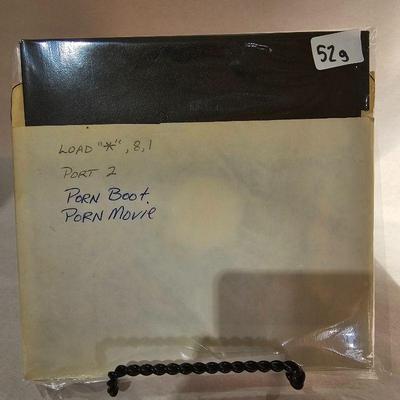 52g
LOAD "*",8,1
PORT 2
PORN BOOT.
PORN MOVIE